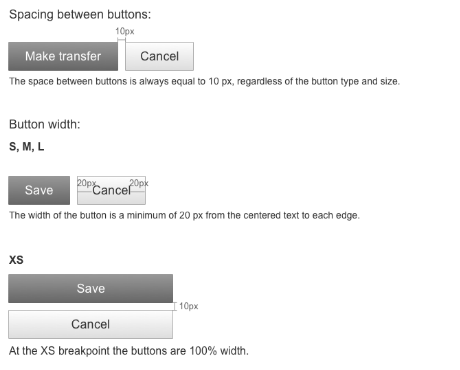 Spacing between buttons:
10px
Make transfer Cancel
The space between buttons is always equal to 10 px, regardless of the button type and size.
Button width:
S, M, L
Save 20px Cancel 20px
The width of the button is a minimum of 20 px from the centered text to each edge.
XS
Save
10px
Cancel
At the XS breakpoint the buttons are 100% width.